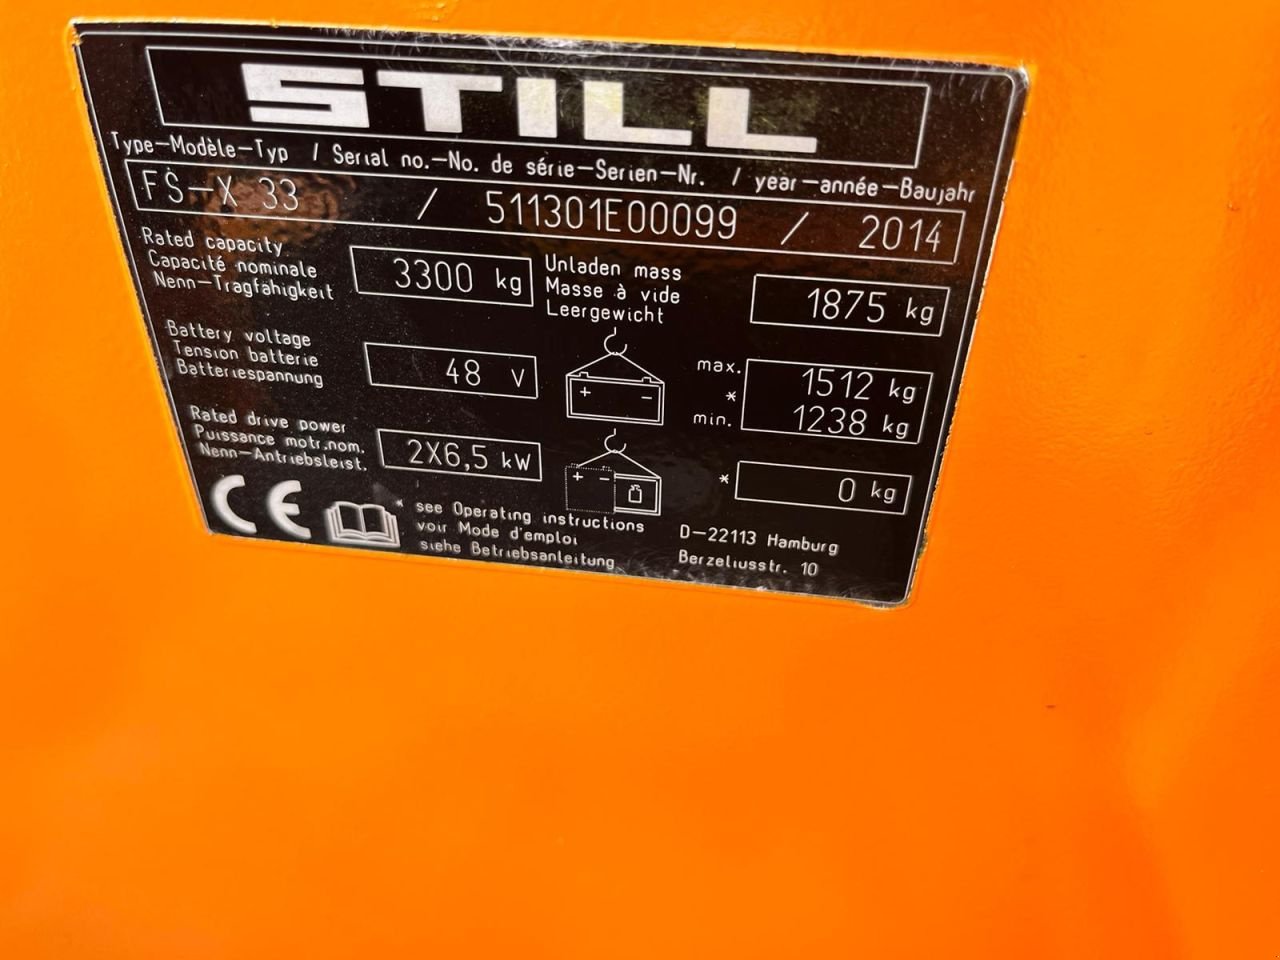 STILL
Type-Modèle-Typ / Serial no.-No. de série-Serien-Nr. / year-année-Baujahr
FS-X 33 / 511301E00099 / 2014
Rated capacity
Capacité nominale
Nenn-Tragfähigkeit
3300 kg
Unladen mass
Masse à vide
Leergewicht
1875 kg
Battery voltage
Tension batterie
Batteriespannung
48 V
+ -
max. 1512 kg
*
min. 1238 kg
Rated drive power
Puissance motr.nom.
Nenn-Antriebsleist.
2X6,5 kW
+ -
* 0 kg
CE
* see Operating instructions
voir Mode d'emploi
siehe Betriebsanleitung
D-22113 Hamburg
Berzeliusstr. 10